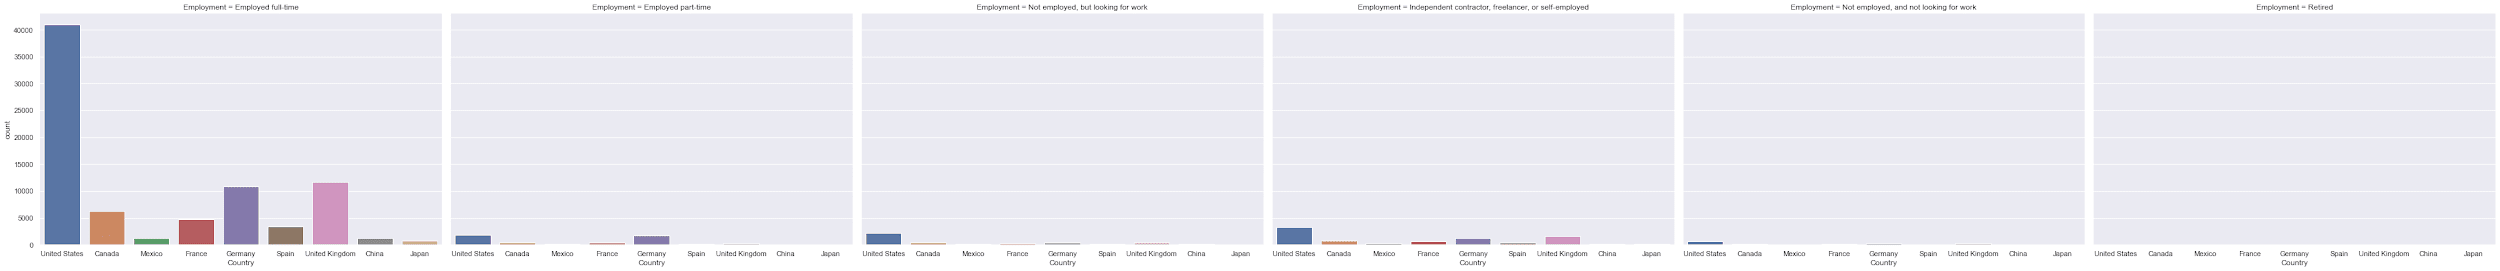 Employment = Employed full-time
Employment = Employed part-time
Employment = Not employed, but looking for work
Employment = Independent contractor, freelancer, or self-employed
Employment = Not employed, and not looking for work
Employment = Retired
count
40000
35000
30000
25000
20000
15000
10000
5000
0
United States Canada Mexico France Germany Spain United Kingdom China Japan
Country
United States Canada Mexico France Germany Spain United Kingdom China Japan
Country
United States Canada Mexico France Germany Spain United Kingdom China Japan
Country
United States Canada Mexico France Germany Spain United Kingdom China Japan
Country
United States Canada Mexico France Germany Spain United Kingdom China Japan
Country
United States Canada Mexico France Germany Spain United Kingdom China Japan
Country